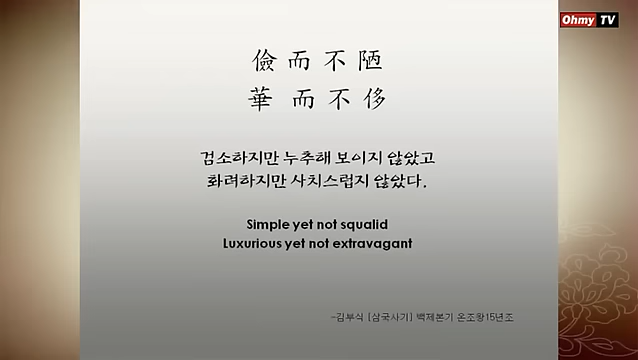 Ohmy TV
儉而不陋
華 而不侈
검소하지만 누추해 보이지 않았고
화려하지만 사치스럽지 않았다.
Simple yet not squalid
Luxurious yet not extravagant
-김부식 [삼국사기] 백제본기 온조왕15년조